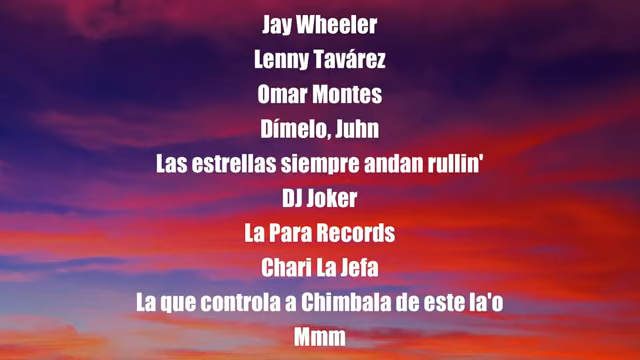 Jay Wheeler
Lenny Tavárez
Omar Montes
Dímelo, Juhn
Las estrellas siempre andan rullin'
DJ Joker
La Para Records
Chari La Jefa
La que controla a Chimbala de este la'o
Mmm